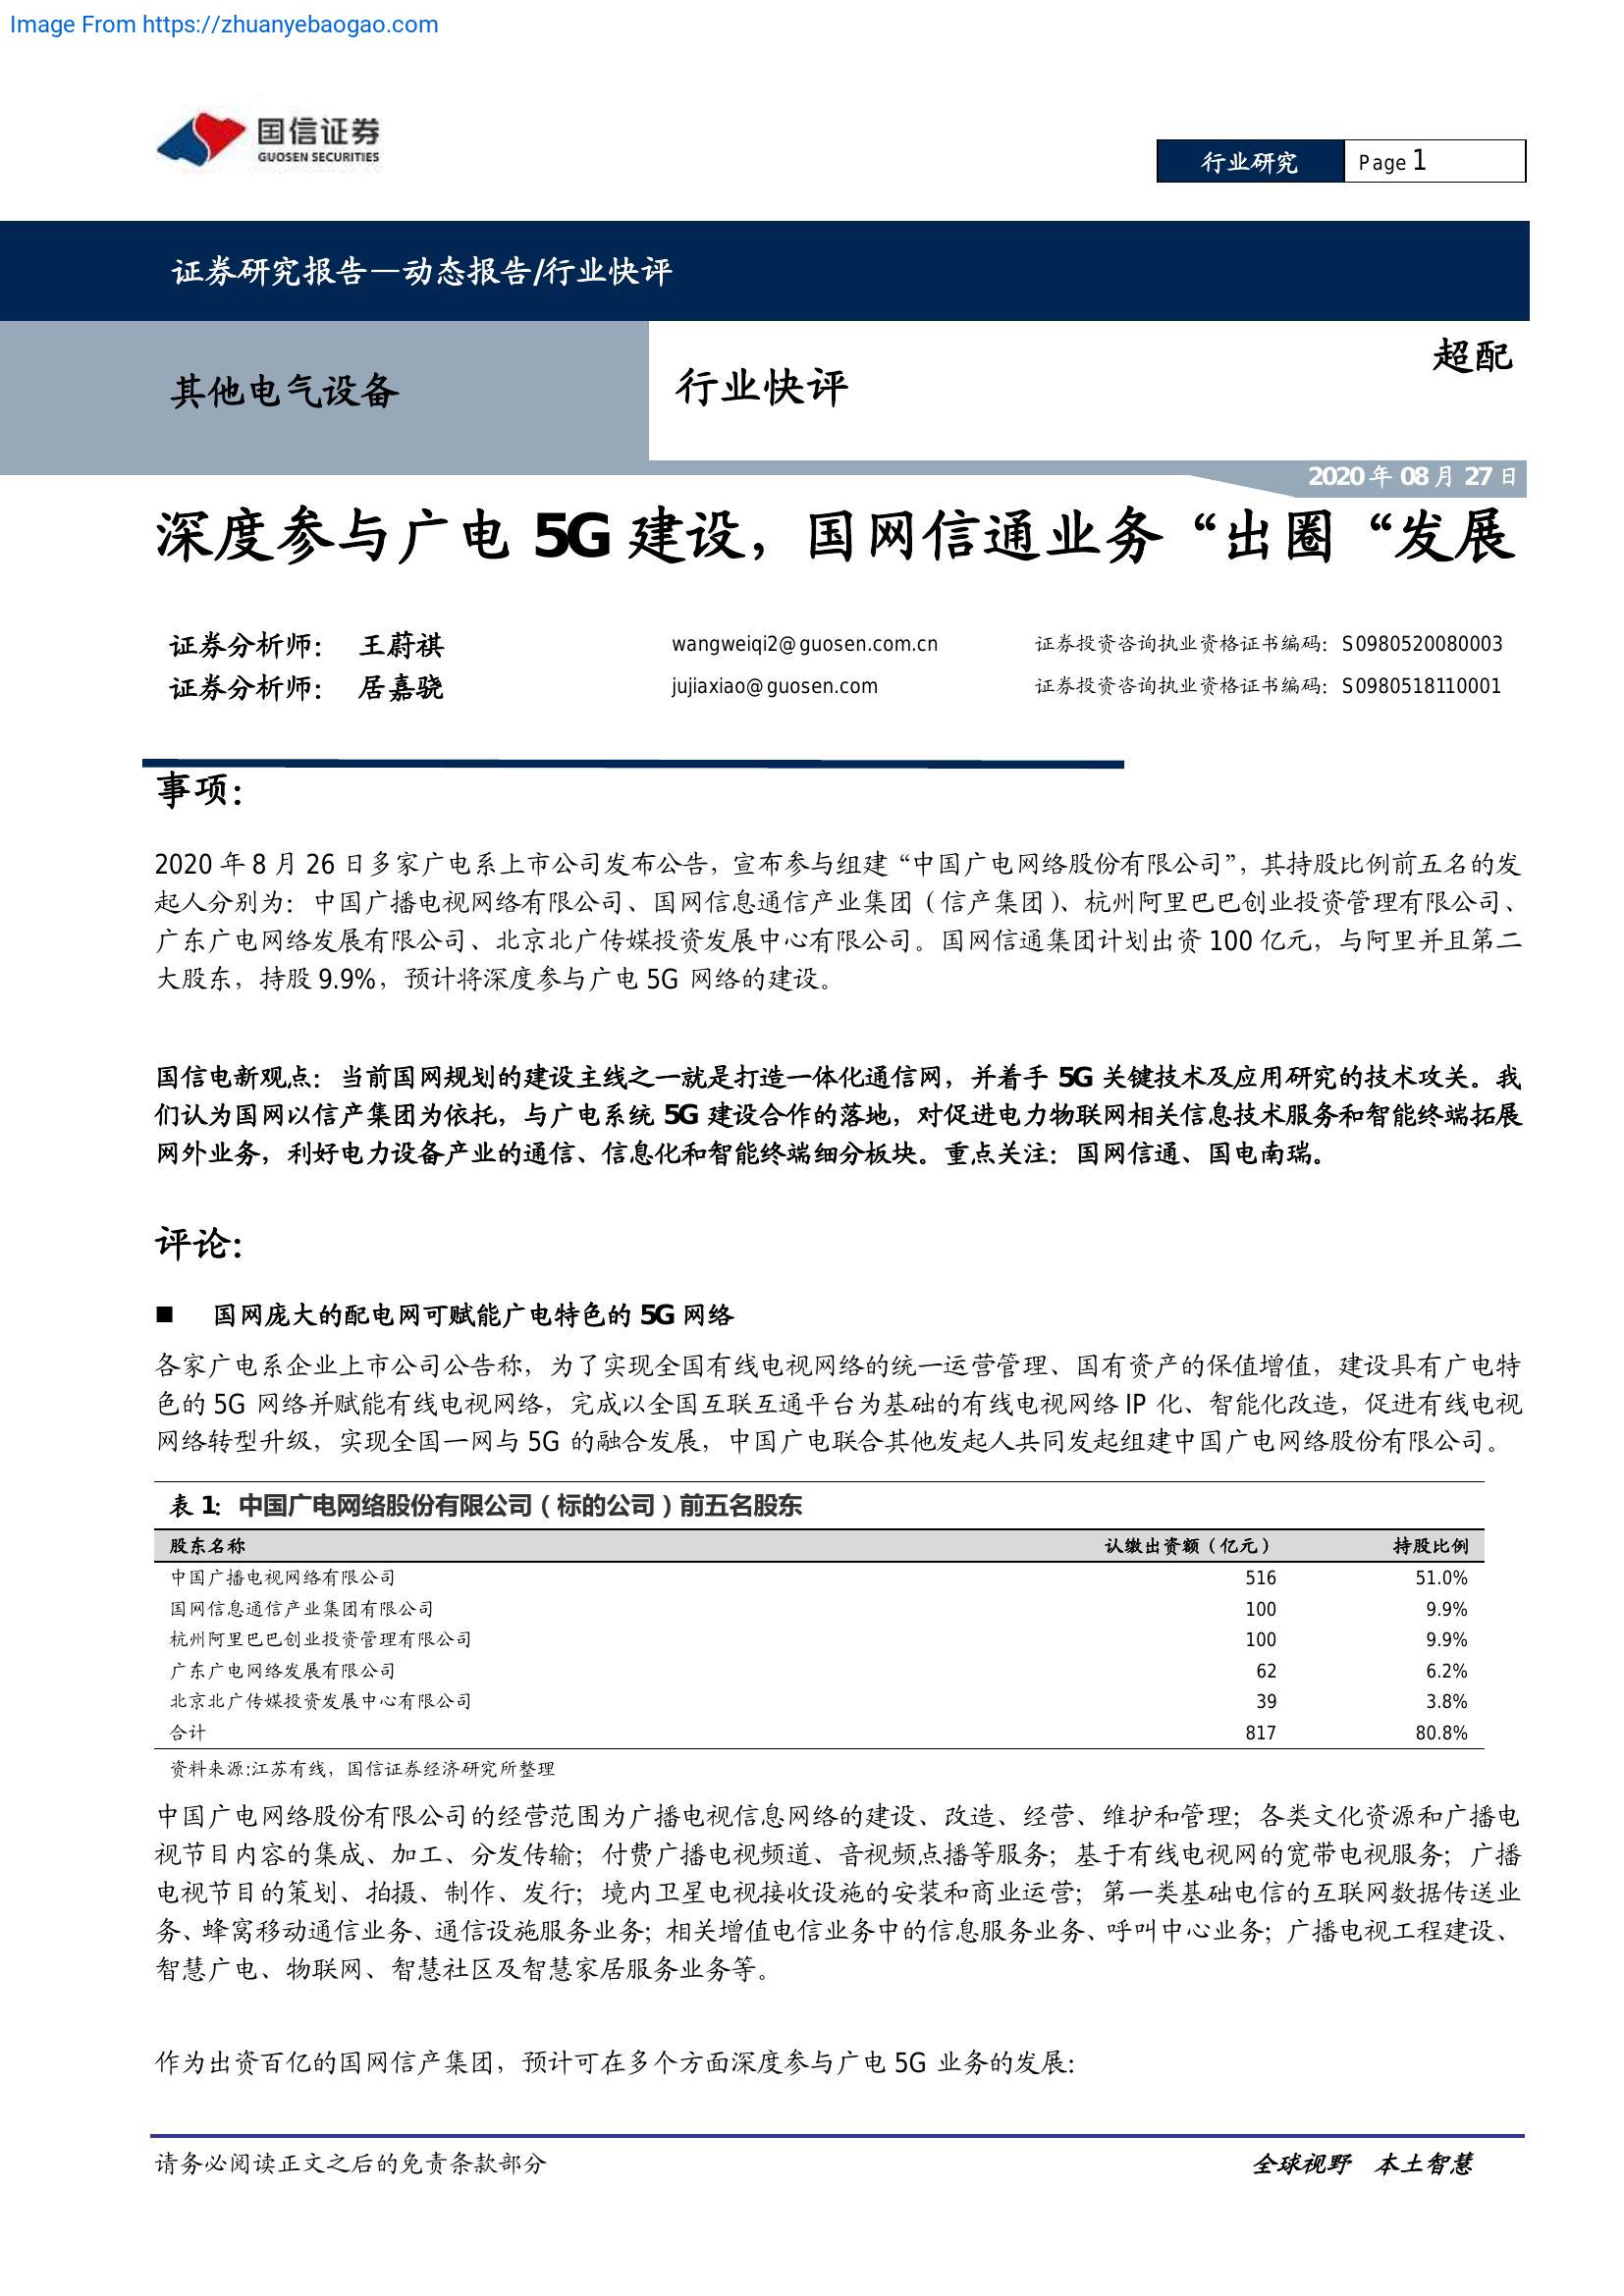 Image From https://zhuanyebaogao.com
国信证券
GUOSEN SECURITIES
行业研究 Page 1
证券研究报告—动态报告/行业快评
其他电气设备
行业快评
超配
2020 年 08 月 27 日
深度参与广电 5G 建设，国网信通业务“出圈“发展
证券分析师： 王蔚祺 wangweiqi2@guosen.com.cn 证券投资咨询执业资格证书编码：S0980520080003
证券分析师： 居嘉骁 jujiaxiao@guosen.com 证券投资咨询执业资格证书编码：S0980518110001
事项：
2020 年 8 月 26 日多家广电系上市公司发布公告，宣布参与组建“中国广电网络股份有限公司”，其持股比例前五名的发
起人分别为：中国广播电视网络有限公司、国网信息通信产业集团（信产集团）、杭州阿里巴巴创业投资管理有限公司、
广东广电网络发展有限公司、北京北广传媒投资发展中心有限公司。国网信通集团计划出资 100 亿元，与阿里并且第二
大股东，持股 9.9%，预计将深度参与广电 5G 网络的建设。
国信电新观点：当前国网规划的建设主线之一就是打造一体化通信网，并着手 5G 关键技术及应用研究的技术攻关。我
们认为国网以信产集团为依托，与广电系统 5G 建设合作的落地，对促进电力物联网相关信息技术服务和智能终端拓展
网外业务，利好电力设备产业的通信、信息化和智能终端细分板块。重点关注：国网信通、国电南瑞。
评论：
■ 国网庞大的配电网可赋能广电特色的 5G 网络
各家广电系企业上市公司公告称，为了实现全国有线电视网络的统一运营管理、国有资产的保值增值，建设具有广电特
色的 5G 网络并赋能有线电视网络，完成以全国互联互通平台为基础的有线电视网络 IP 化、智能化改造，促进有线电视
网络转型升级，实现全国一网与 5G 的融合发展，中国广电联合其他发起人共同发起组建中国广电网络股份有限公司。
表 1：中国广电网络股份有限公司（标的公司）前五名股东
股东名称 认缴出资额（亿元） 持股比例
中国广播电视网络有限公司 516 51.0%
国网信息通信产业集团有限公司 100 9.9%
杭州阿里巴巴创业投资管理有限公司 100 9.9%
广东广电网络发展有限公司 62 6.2%
北京北广传媒投资发展中心有限公司 39 3.8%
合计 817 80.8%
资料来源:江苏有线，国信证券经济研究所整理
中国广电网络股份有限公司的经营范围为广播电视信息网络的建设、改造、经营、维护和管理；各类文化资源和广播电
视节目内容的集成、加工、分发传输；付费广播电视频道、音视频点播等服务；基于有线电视网的宽带电视服务；广播
电视节目的策划、拍摄、制作、发行；境内卫星电视接收设施的安装和商业运营；第一类基础电信的互联网数据传送业
务、蜂窝移动通信业务、通信设施服务业务；相关增值电信业务中的信息服务业务、呼叫中心业务；广播电视工程建设、
智慧广电、物联网、智慧社区及智慧家居服务业务等。
作为出资百亿的国网信产集团，预计可在多个方面深度参与广电 5G 业务的发展：
请务必阅读正文之后的免责条款部分 全球视野 本土智慧